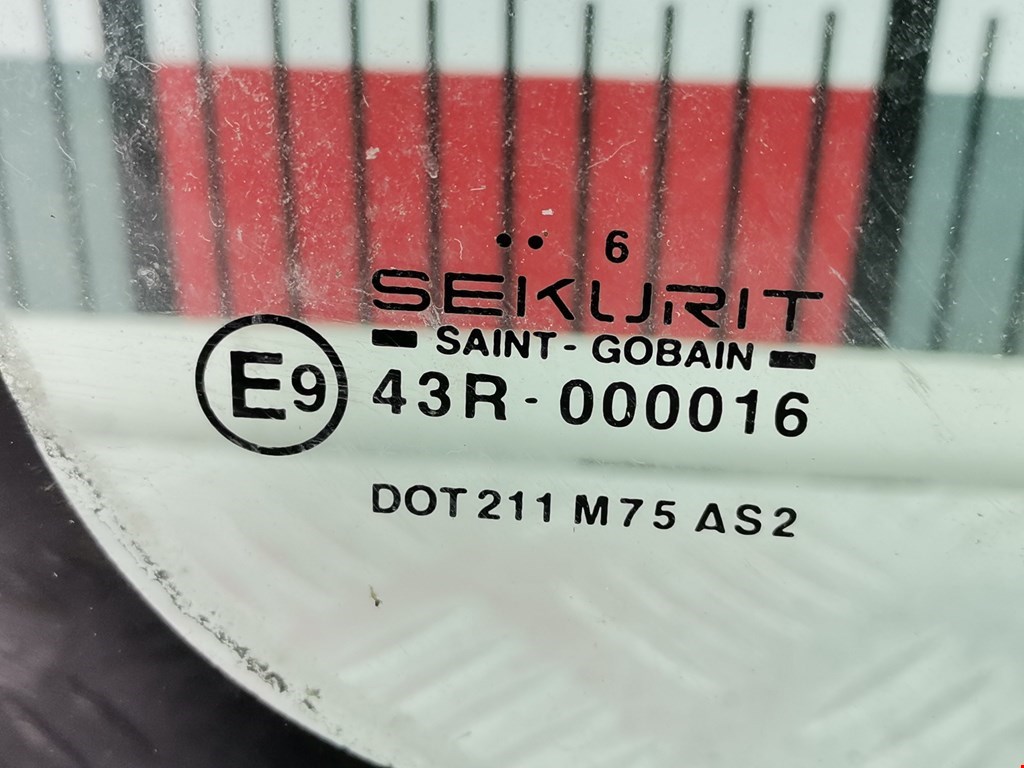 •• 6
SEKURIT
SAINT-GOBAIN
E9 43R-000016
DOT 211 M75 AS2